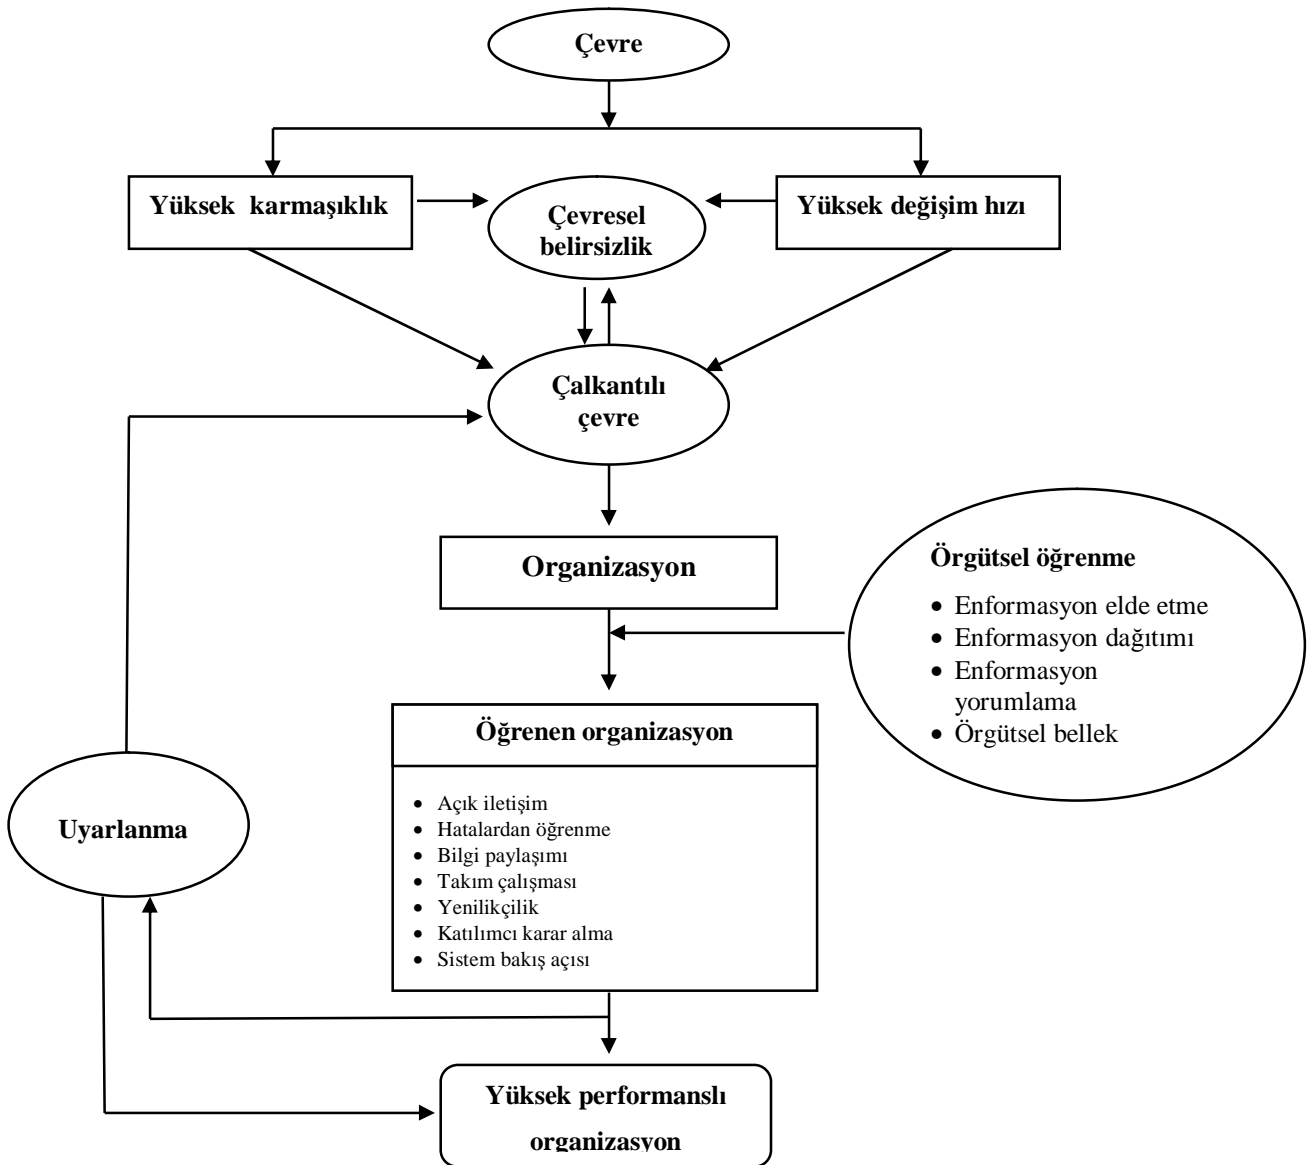 Çevre
Yüksek karmaşıklık
Çevresel
belirsizlik
Yüksek değişim hızı
Çalkantılı
çevre
Organizasyon
Örgütsel öğrenme
• Enformasyon elde etme
• Enformasyon dağıtımı
• Enformasyon
yorumlama
• Örgütsel bellek
Öğrenen organizasyon
• Açık iletişim
• Hatalardan öğrenme
• Bilgi paylaşımı
• Takım çalışması
• Yenilikçilik
• Katılımcı karar alma
• Sistem bakış açısı
Uyarlanma
Yüksek performanslı
organizasyon